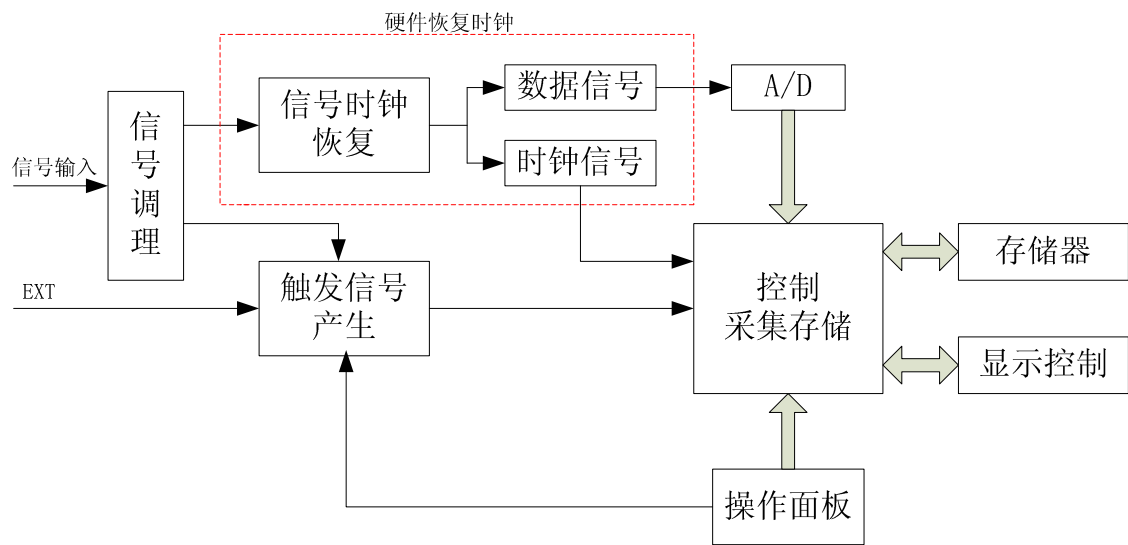 硬件恢复时钟
信号时钟
恢复
数据信号
时钟信号
A/D
信号输入
信号调理
EXT
触发信号
产生
控制
采集存储
存储器
显示控制
操作面板